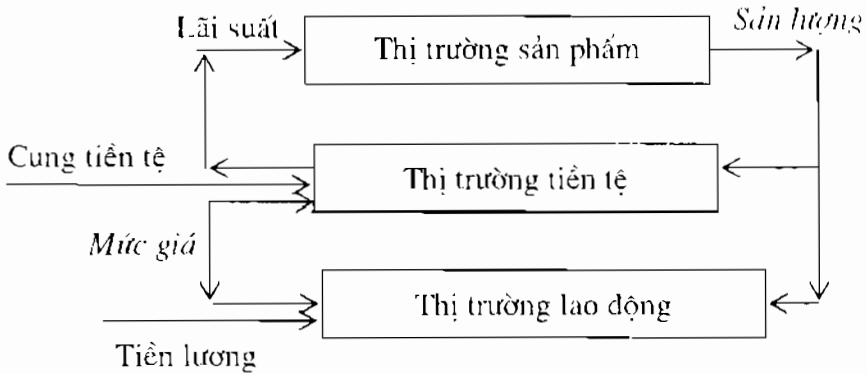 Lãi suất
Sản lượng
Thị trường sản phẩm
Cung tiền tệ
Thị trường tiền tệ
Mức giá
Thị trường lao động
Tiền lương